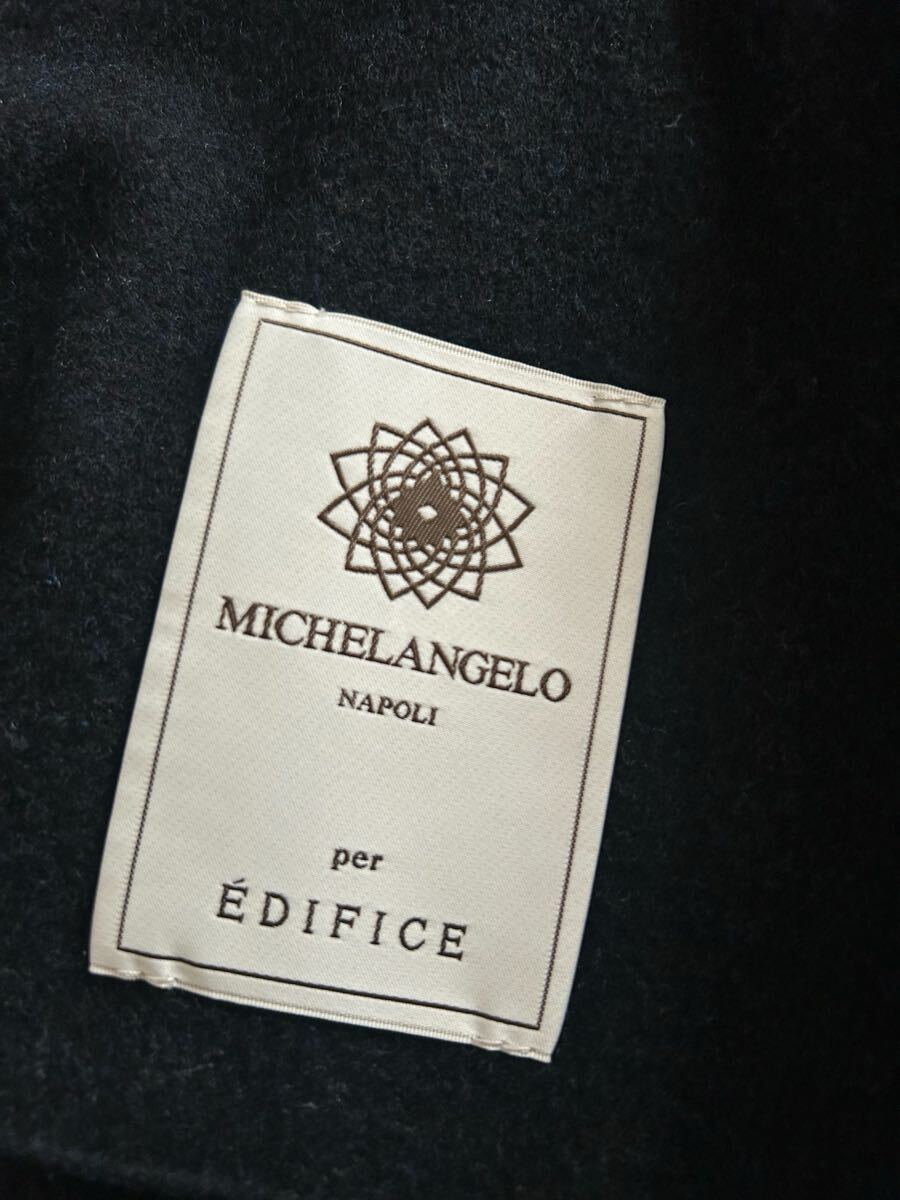 MICHELANGELO
NAPOLI
per
ÉDIFICE